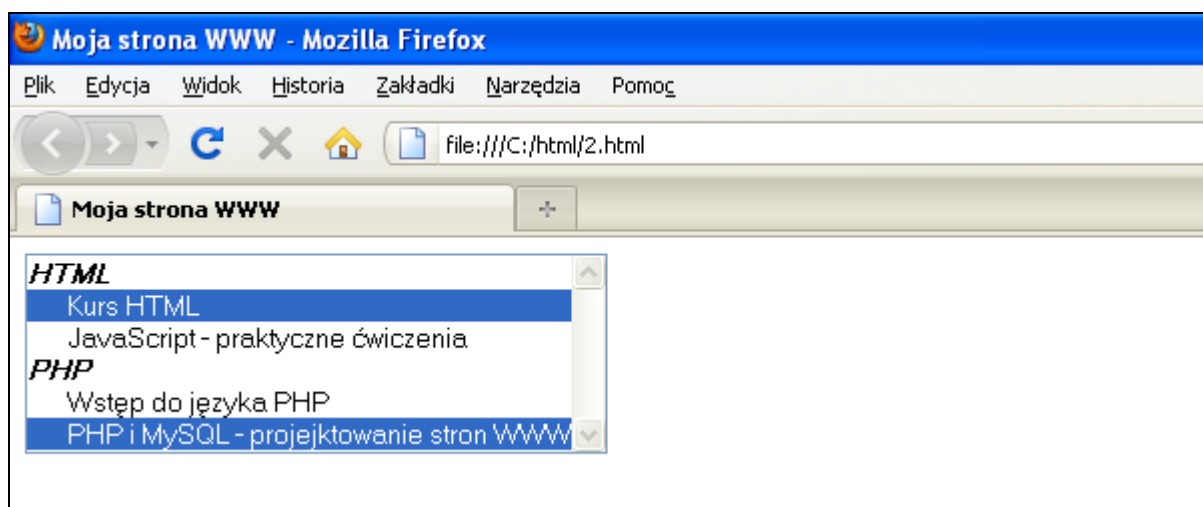 Moja strona WWW - Mozilla Firefox
Plik Edycja Widok Historia Zakładki Narzędzia Pomoc
file:///C:/html/2.html
Moja strona WWW
HTML
Kurs HTML
JavaScript - praktyczne ćwiczenia
PHP
Wstęp do języka PHP
PHP i MySQL - projejktowanie stron WWW